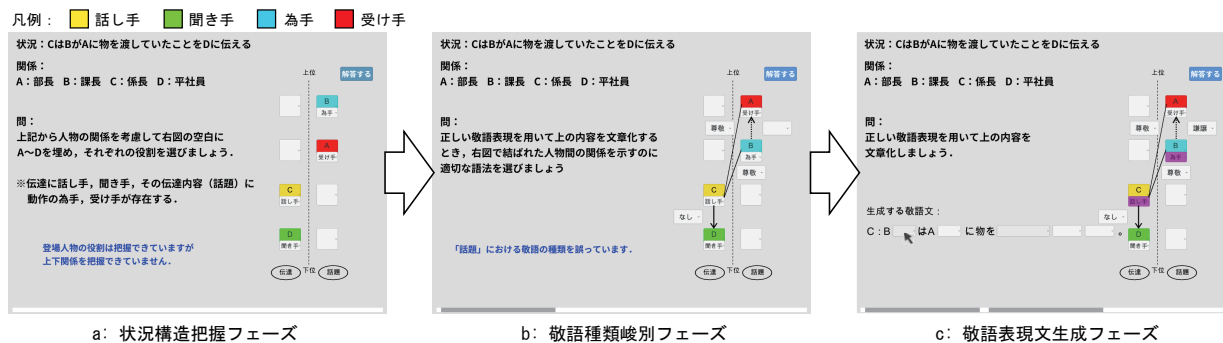 凡例： 話し手 聞き手 為手 受け手
状況：CはBがAに物を渡していたことをDに伝える
関係：
A：部長 B：課長 C：係長 D：平社員
解答する
上位
B
為手
問：
上記から人物の関係を考慮して右図の空白に
A～Dを埋め，それぞれの役割を選びましょう．
A
受け手
※伝達に話し手，聞き手，その伝達内容（話題）に
動作の為手，受け手が存在する．
C
話し手
D
聞き手
登場人物の役割は把握できていますが
上下関係を把握できていません．
伝達 下位 話題
a: 状況構造把握フェーズ
状況：CはBがAに物を渡していたことをDに伝える
関係：
A：部長 B：課長 C：係長 D：平社員
解答する
上位
A
受け手
問：
正しい敬語表現を用いて上の内容を文章化する
とき，右図で結ばれた人物間の関係を示すのに
適切な語法を選びましょう
尊敬
B
為手
尊敬
C
話し手
なし
D
聞き手
「話題」における敬語の種類を誤っています．
伝達 下位 話題
b: 敬語種類峻別フェーズ
状況：CはBがAに物を渡していたことをDに伝える
関係：
A：部長 B：課長 C：係長 D：平社員
解答する
上位
A
受け手
問：
正しい敬語表現を用いて上の内容を
文章化しましょう．
尊敬 謙譲
B
為手
尊敬
C
話し手
生成する敬語文：
なし
C：B はA に物を 。
D
聞き手
伝達 下位 話題
c: 敬語表現文生成フェーズ